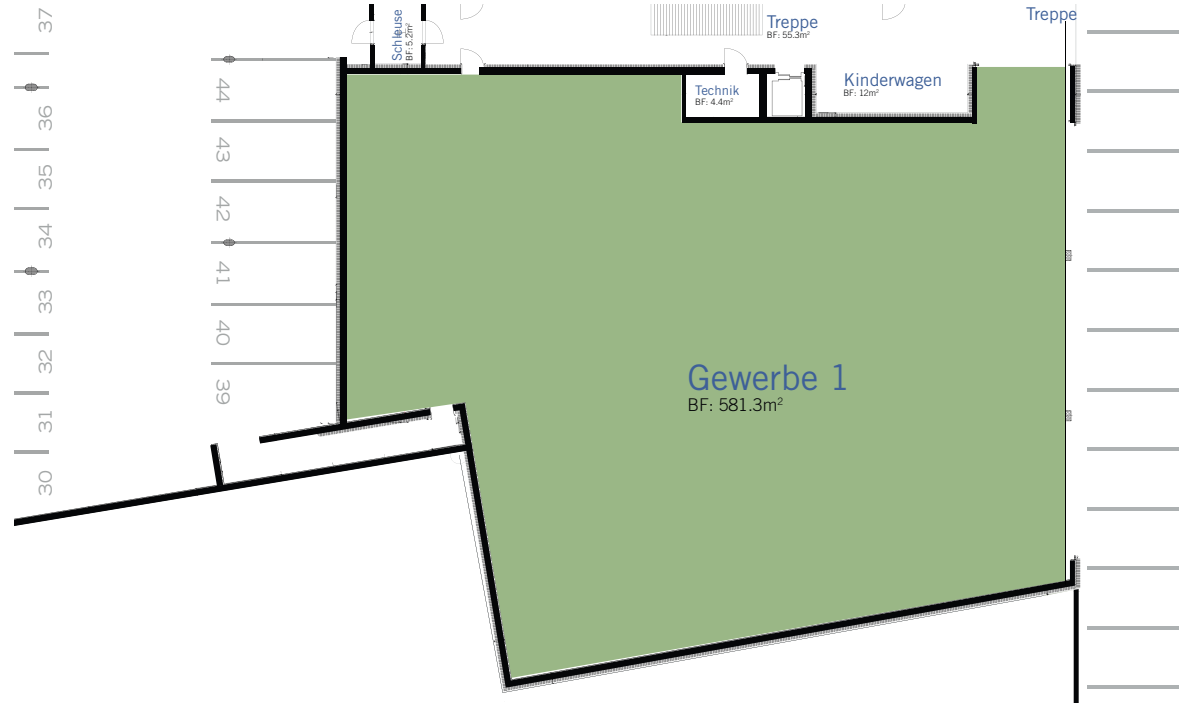 37
Schleuse
BF: 5.2m²
Treppe
BF: 55.3m²
Treppe
44
Technik
BF: 4.4m²
Kinderwagen
BF: 12m²
36
43
35
42
34
41
33
40
32
Gewerbe 1
BF: 581.3m²
39
31
30